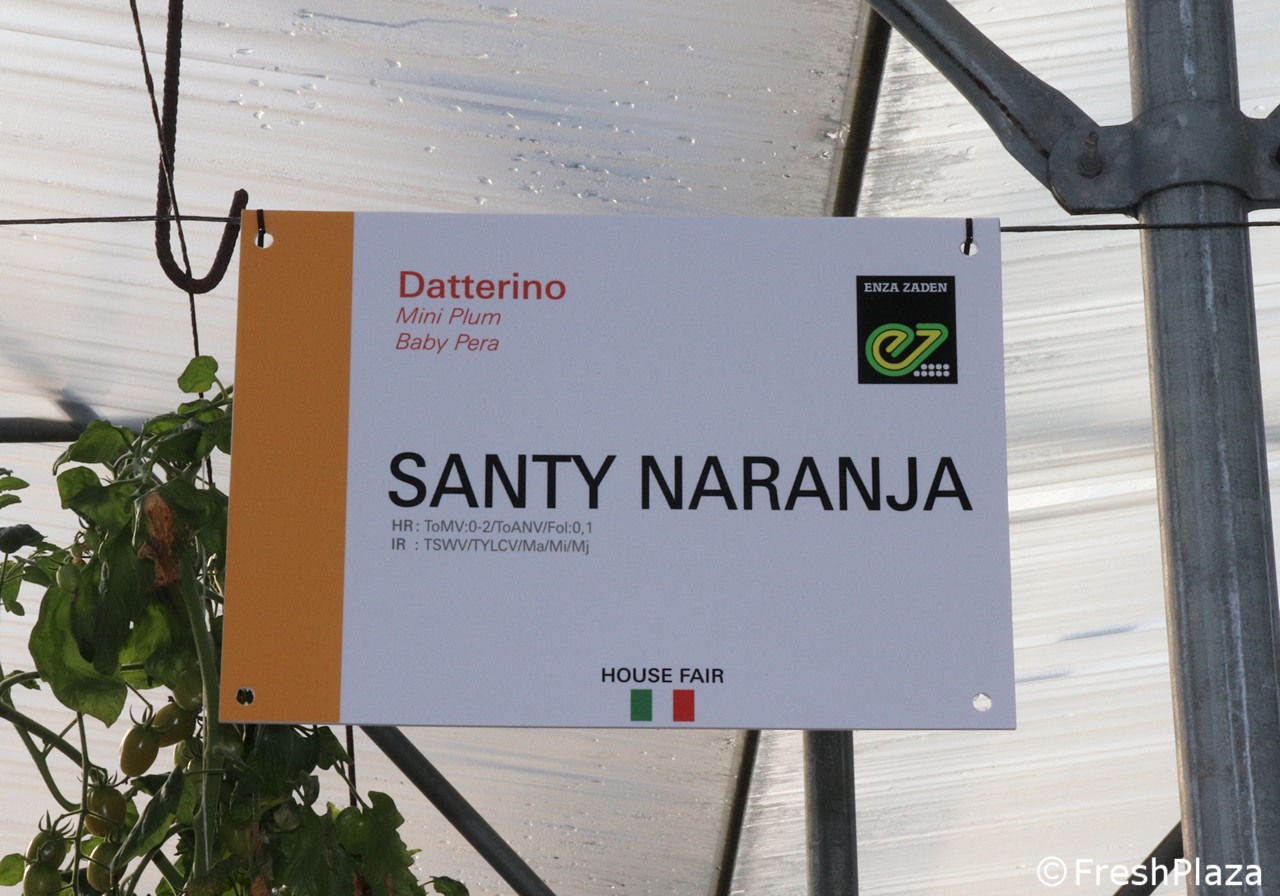 Datterino
Mini Plum
Baby Pera
ENZA ZADEN
SANTY NARANJA
HR : ToMV:0-2/ToANV/Fol:0,1
IR : TSWV/TYLCV/Ma/Mi/Mj
HOUSE FAIR
©FreshPlaza